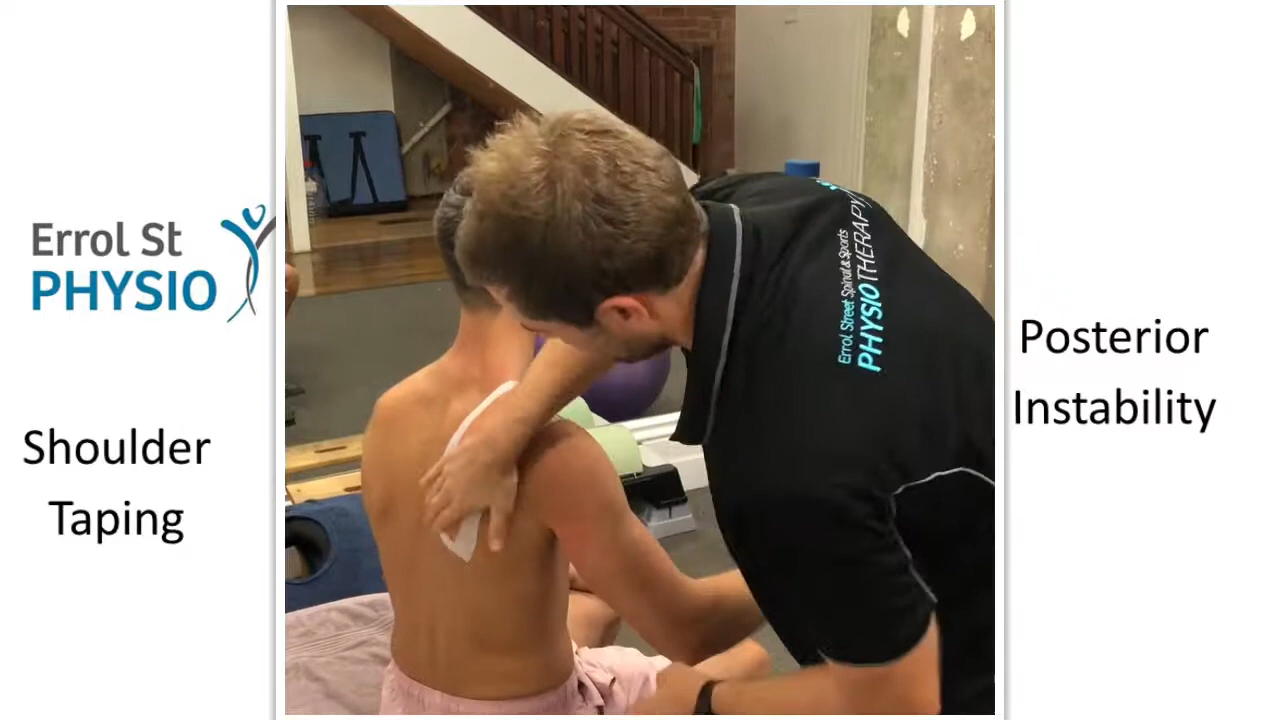 Errol St
PHYSIO
Shoulder
Taping
Errol Street Spinal & Sports
PHYSIOTHERAPY
Posterior
Instability